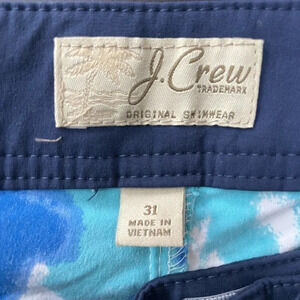 J.Crew
TRADEMARK
ORIGINAL SWIMWEAR
31
MADE IN
VIETNAM